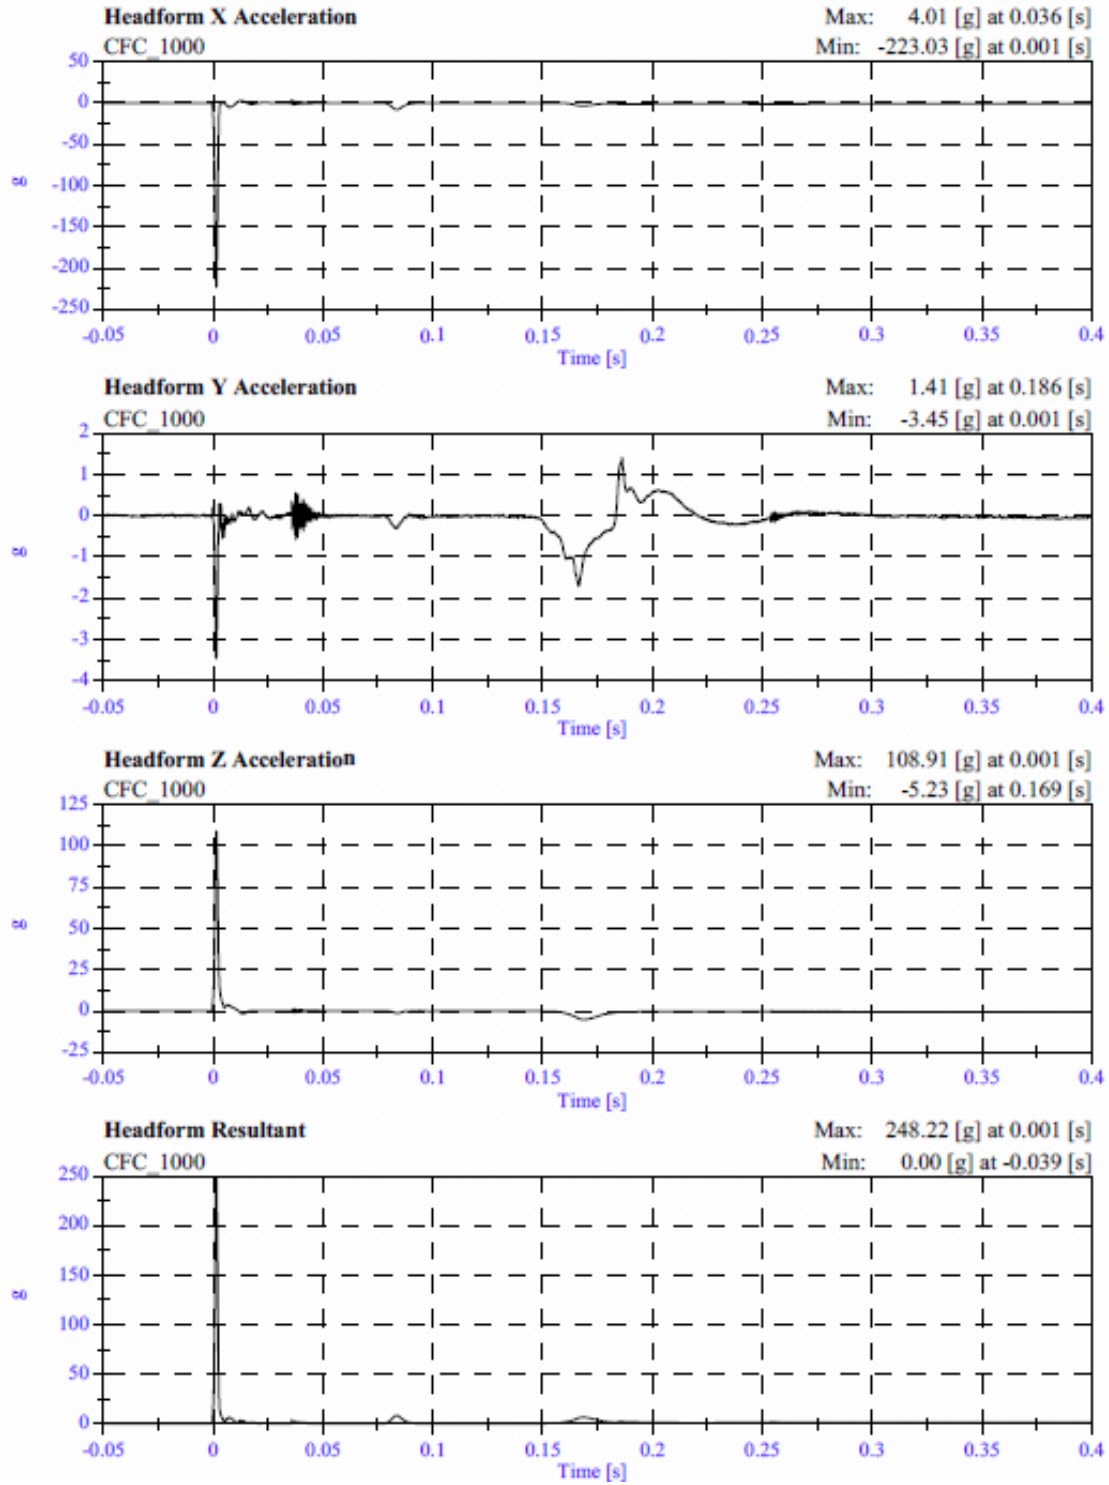 Headform X Acceleration Max: 4.01 [g] at 0.036 [s]
CFC_1000 Min: -223.03 [g] at 0.001 [s]
50
0
-50
-100
-150
-200
-250
g
-0.05 0 0.05 0.1 0.15 0.2 0.25 0.3 0.35 0.4
Time [s]
Headform Y Acceleration Max: 1.41 [g] at 0.186 [s]
CFC_1000 Min: -3.45 [g] at 0.001 [s]
2
1
0
-1
-2
-3
-4
g
-0.05 0 0.05 0.1 0.15 0.2 0.25 0.3 0.35 0.4
Time [s]
Headform Z Acceleration Max: 108.91 [g] at 0.001 [s]
CFC_1000 Min: -5.23 [g] at 0.169 [s]
125
100
75
50
25
0
-25
g
-0.05 0 0.05 0.1 0.15 0.2 0.25 0.3 0.35 0.4
Time [s]
Headform Resultant Max: 248.22 [g] at 0.001 [s]
CFC_1000 Min: 0.00 [g] at -0.039 [s]
250
200
150
100
50
0
g
-0.05 0 0.05 0.1 0.15 0.2 0.25 0.3 0.35 0.4
Time [s]